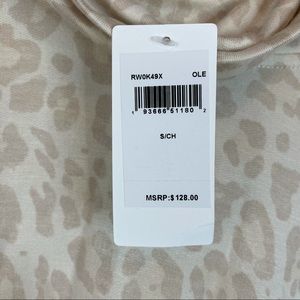 RW0K49X OLE
1 93666 51180 2
S/CH
MSRP:$128.00